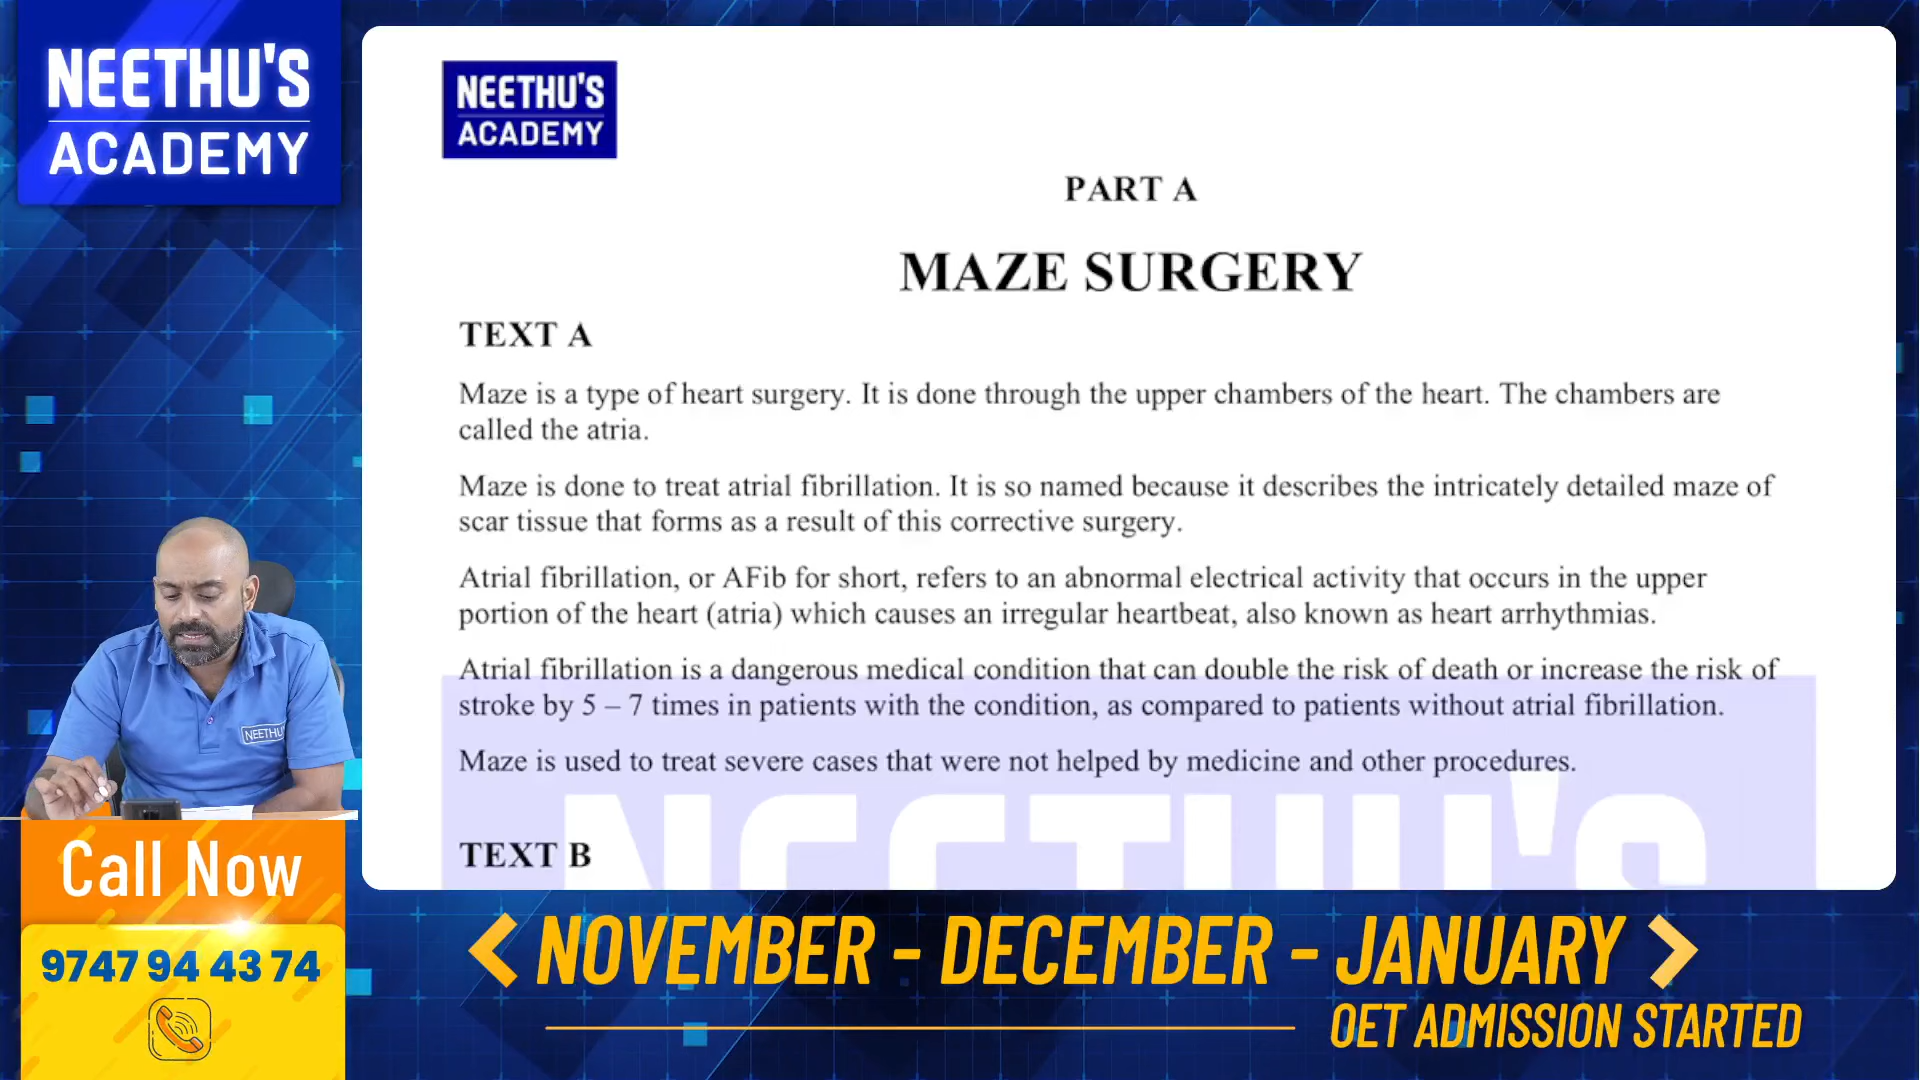 NEETHU'S
ACADEMY
NEETHU'S
ACADEMY
PART A
MAZE SURGERY
TEXT A
Maze is a type of heart surgery. It is done through the upper chambers of the heart. The chambers are
called the atria.
Maze is done to treat atrial fibrillation. It is so named because it describes the intricately detailed maze of
scar tissue that forms as a result of this corrective surgery.
Atrial fibrillation, or AFib for short, refers to an abnormal electrical activity that occurs in the upper
portion of the heart (atria) which causes an irregular heartbeat, also known as heart arrhythmias.
Atrial fibrillation is a dangerous medical condition that can double the risk of death or increase the risk of
stroke by 5 – 7 times in patients with the condition, as compared to patients without atrial fibrillation.
Maze is used to treat severe cases that were not helped by medicine and other procedures.
NEETHU'S
TEXT B
NEETHU'
Call Now
9747 94 43 74
NOVEMBER - DECEMBER - JANUARY
OET ADMISSION STARTED